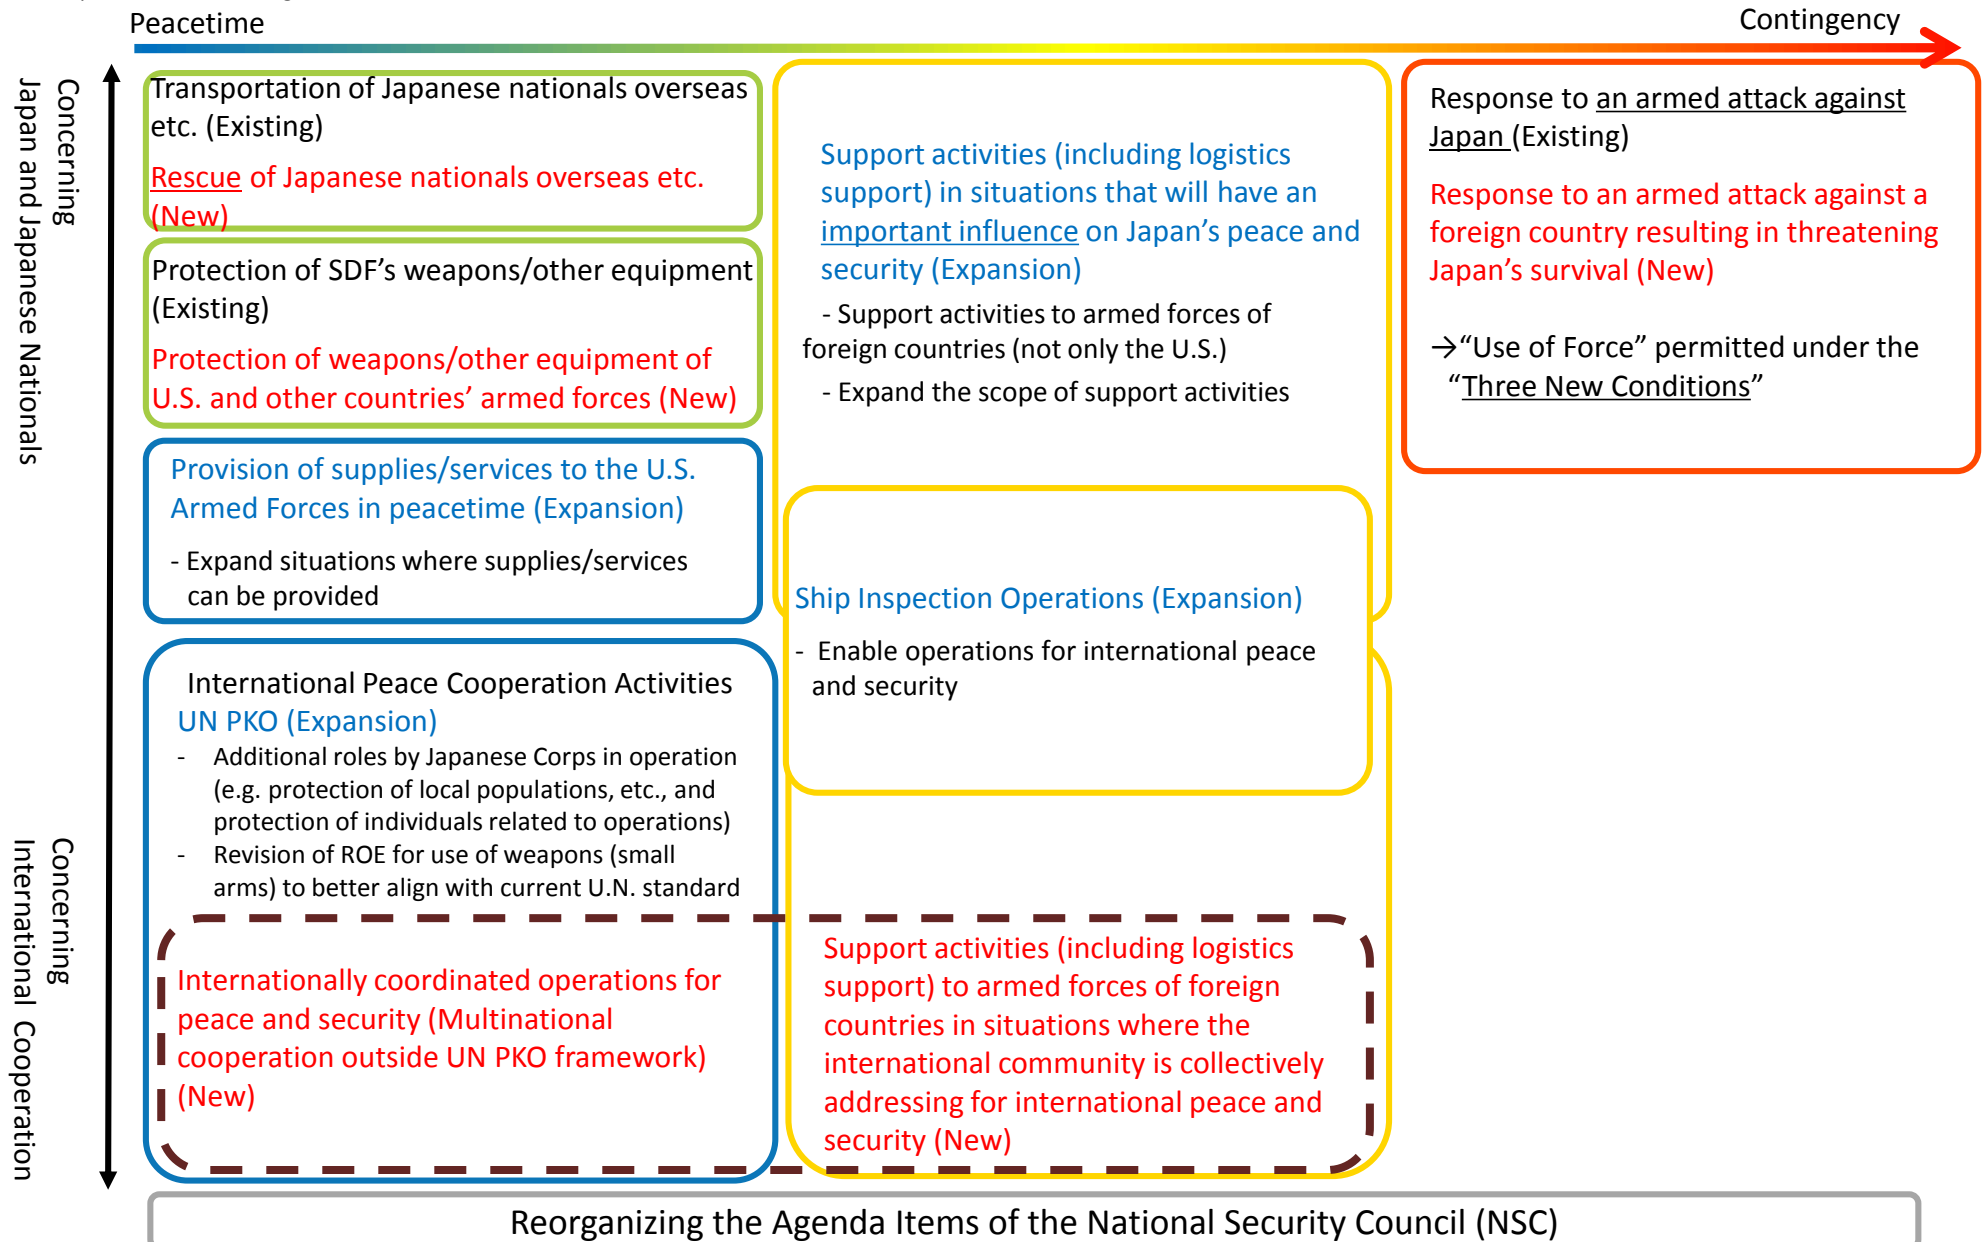 Peacetime
Contingency
Concerning
Japan and Japanese Nationals
Transportation of Japanese nationals overseas
etc. (Existing)
Rescue of Japanese nationals overseas etc.
(New)
Protection of SDF's weapons/other equipment
(Existing)
Protection of weapons/other equipment of
U.S. and other countries' armed forces (New)
Provision of supplies/services to the U.S.
Armed Forces in peacetime (Expansion)
- Expand situations where supplies/services
can be provided
Support activities (including logistics
support) in situations that will have an
important influence on Japan's peace and
security (Expansion)
- Support activities to armed forces of
foreign countries (not only the U.S.)
- Expand the scope of support activities
Response to an armed attack against
Japan (Existing)
Response to an armed attack against a
foreign country resulting in threatening
Japan's survival (New)
→“Use of Force” permitted under the
“Three New Conditions”
Ship Inspection Operations (Expansion)
- Enable operations for international peace
and security
Concerning
International Cooperation
International Peace Cooperation Activities
UN PKO (Expansion)
- Additional roles by Japanese Corps in operation
(e.g. protection of local populations, etc., and
protection of individuals related to operations)
- Revision of ROE for use of weapons (small
arms) to better align with current U.N. standard
Internationally coordinated operations for
peace and security (Multinational
cooperation outside UN PKO framework)
(New)
Support activities (including logistics
support) to armed forces of foreign
countries in situations where the
international community is collectively
addressing for international peace and
security (New)
Reorganizing the Agenda Items of the National Security Council (NSC)